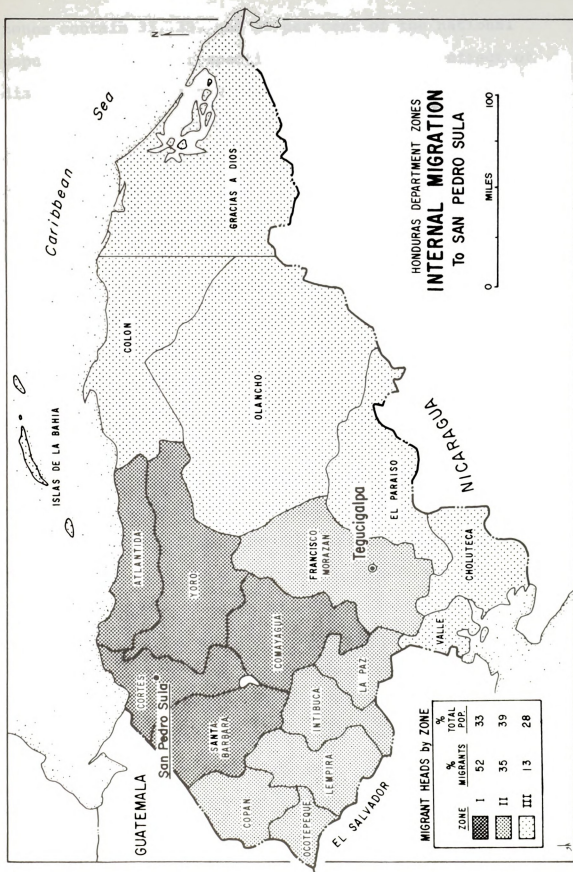 Caribbean
Sea
N
ISLAS DE LA BAHIA
GUATEMALA
CORTES
San Pedro Sula
ATLANTIDA
YORO
COLON
GRACIAS A DIOS
OLANCHO
SANTA
BARBARA
COPAN
OCOTEPEQUE
LEMPIRA
INTIBUCA
COMAYAGUA
LA PAZ
FRANCISCO
MORAZAN
Tegucigalpa
EL PARAISO
VALLE
CHOLUTECA
EL SALVADOR
NICARAGUA
HONDURAS DEPARTMENT ZONES
INTERNAL MIGRATION
To SAN PEDRO SULA
MILES
0 100
MIGRANT HEADS by ZONE
ZONE % MIGRANTS % TOTAL POP.
I 52 33
II 35 39
III 13 28